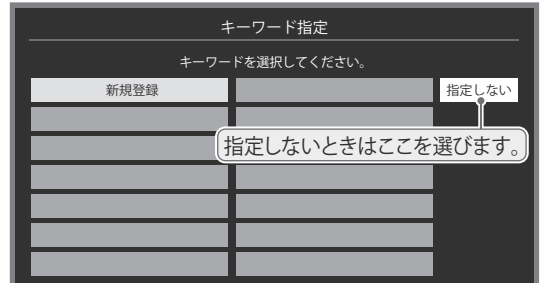 キーワード指定
キーワードを選択してください。
新規登録
指定しない
指定しないときはここを選びます。